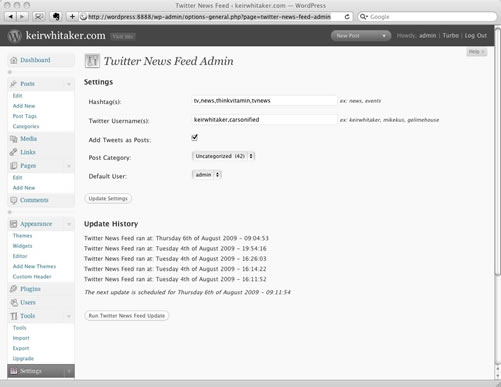 Twitter News Feed ‹ keirwhitaker.com — WordPress
http://wordpress:8888/wp-admin/options-general.php?page=twitter-news-feed-admin
Google
keirwhitaker.com
Visit Site
New Post
Howdy, admin | Turbo | Log Out
Help
Dashboard
Posts
Edit
Add New
Post Tags
Categories
Media
Links
Pages
Edit
Add New
Comments
Appearance
Themes
Widgets
Editor
Add New Themes
Custom Header
Plugins
Users
Tools
Tools
Import
Export
Upgrade
Settings
Twitter News Feed Admin
Settings
Hashtag(s):
tv,news,thinkvitamin,tvnews
ex: news, events
Twitter Username(s):
keirwhitaker,carsonified
ex: keirwhitaker, mikekus, gelimehouse
Add Tweets as Posts:
Post Category:
Uncategorized (42)
Default User:
admin
Update Settings
Update History
Twitter News Feed ran at: Thursday 6th of August 2009 - 09:04:53
Twitter News Feed ran at: Tuesday 4th of August 2009 - 19:54:16
Twitter News Feed ran at: Tuesday 4th of August 2009 - 16:26:03
Twitter News Feed ran at: Tuesday 4th of August 2009 - 16:14:22
Twitter News Feed ran at: Tuesday 4th of August 2009 - 16:11:52
The next update is scheduled for Thursday 6th of August 2009 - 09:11:54
Run Twitter News Feed Update